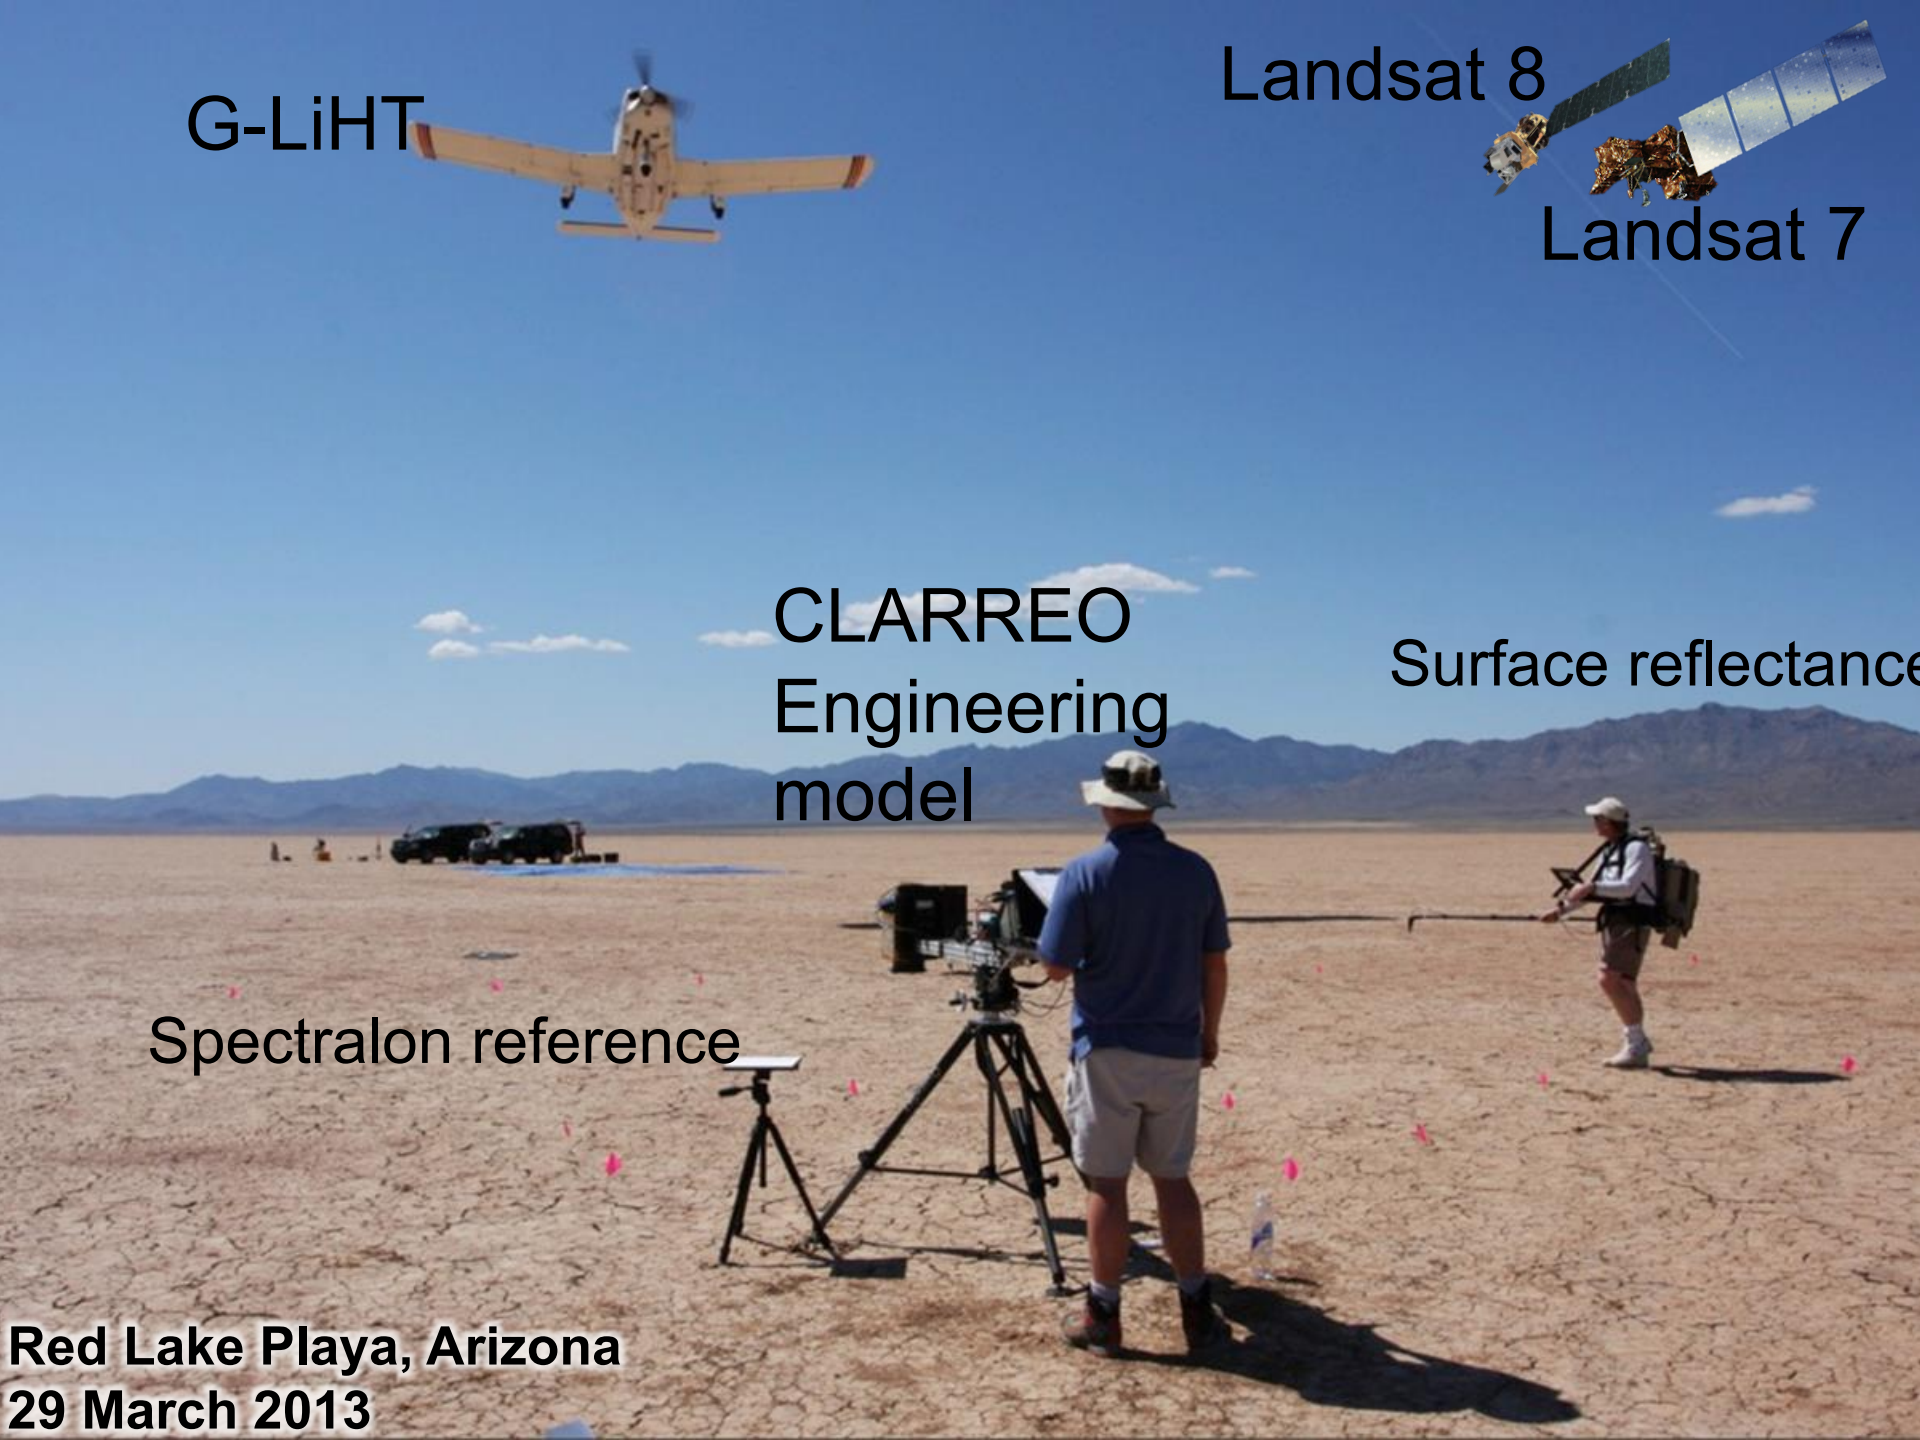 G-LiHT
Landsat 8
Landsat 7
CLARREO
Engineering
model
Surface reflectance
Spectralon reference
Red Lake Playa, Arizona
29 March 2013